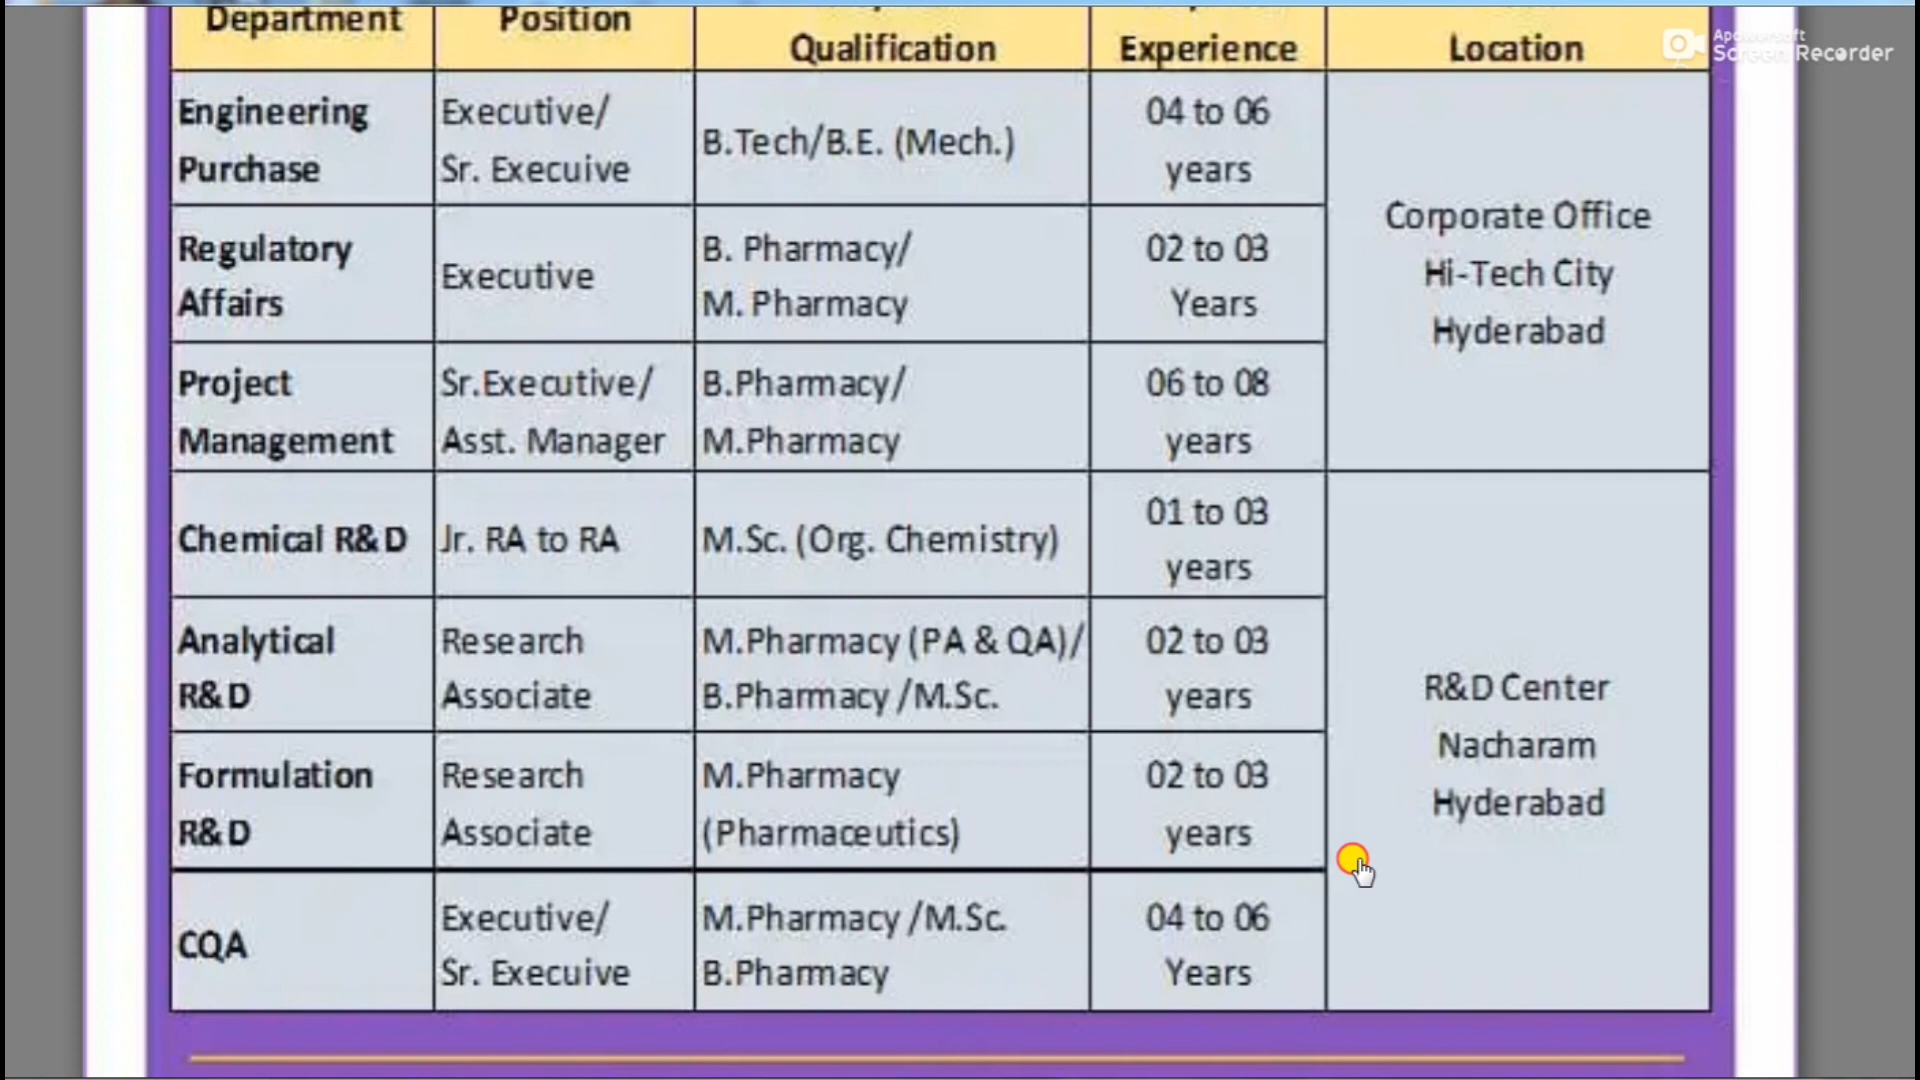 Department
Position
Qualification
Experience
Location
Apowersoft
Screen Recorder
Engineering
Purchase
Executive/
Sr. Execuive
B.Tech/B.E. (Mech.)
04 to 06
years
Corporate Office
Hi-Tech City
Hyderabad
Regulatory
Affairs
Executive
B. Pharmacy/
M. Pharmacy
02 to 03
Years
Project
Management
Sr.Executive/
Asst. Manager
B.Pharmacy/
M.Pharmacy
06 to 08
years
Chemical R&D
Jr. RA to RA
M.Sc. (Org. Chemistry)
01 to 03
years
R&D Center
Nacharam
Hyderabad
Analytical
R&D
Research
Associate
M.Pharmacy (PA & QA)/
B.Pharmacy /M.Sc.
02 to 03
years
Formulation
R&D
Research
Associate
M.Pharmacy
(Pharmaceutics)
02 to 03
years
CQA
Executive/
Sr. Execuive
M.Pharmacy /M.Sc.
B.Pharmacy
04 to 06
Years